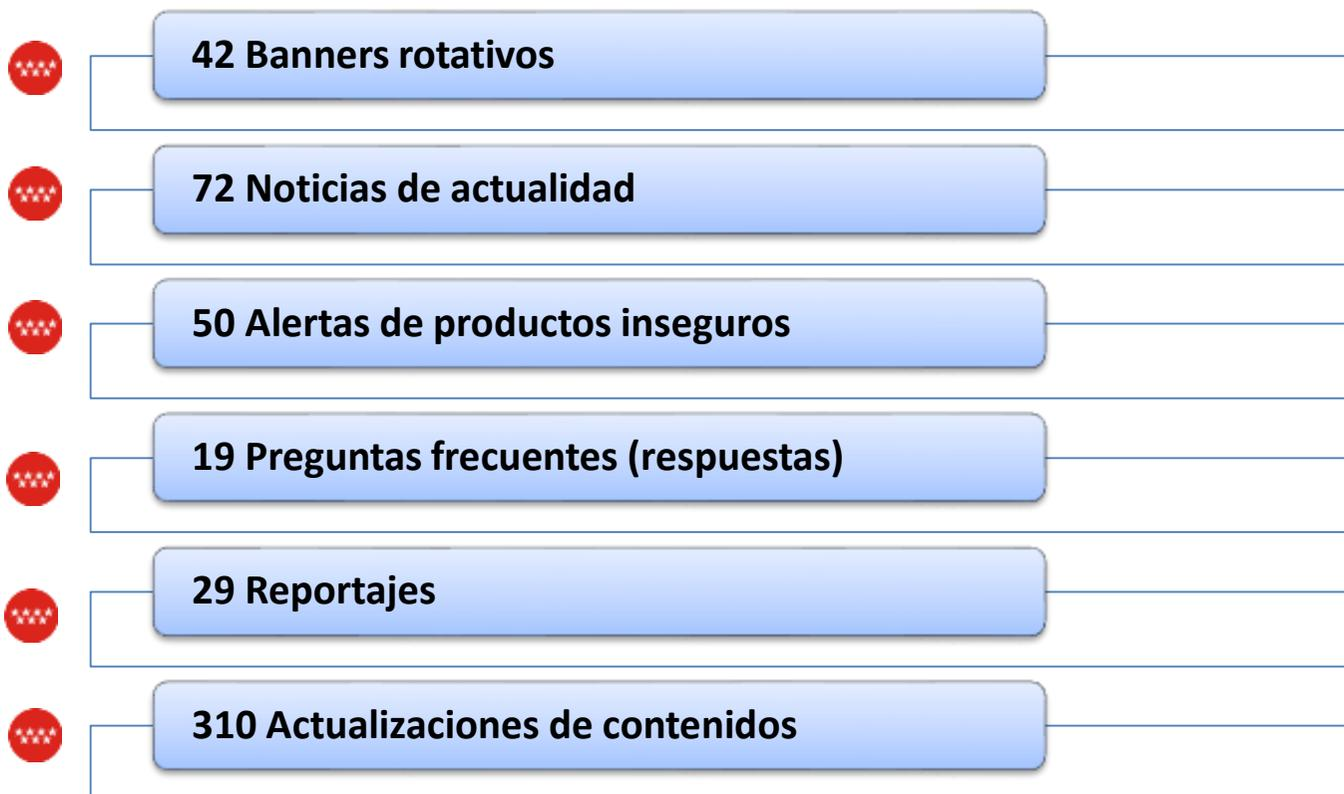 42 Banners rotativos
72 Noticias de actualidad
50 Alertas de productos inseguros
19 Preguntas frecuentes (respuestas)
29 Reportajes
310 Actualizaciones de contenidos